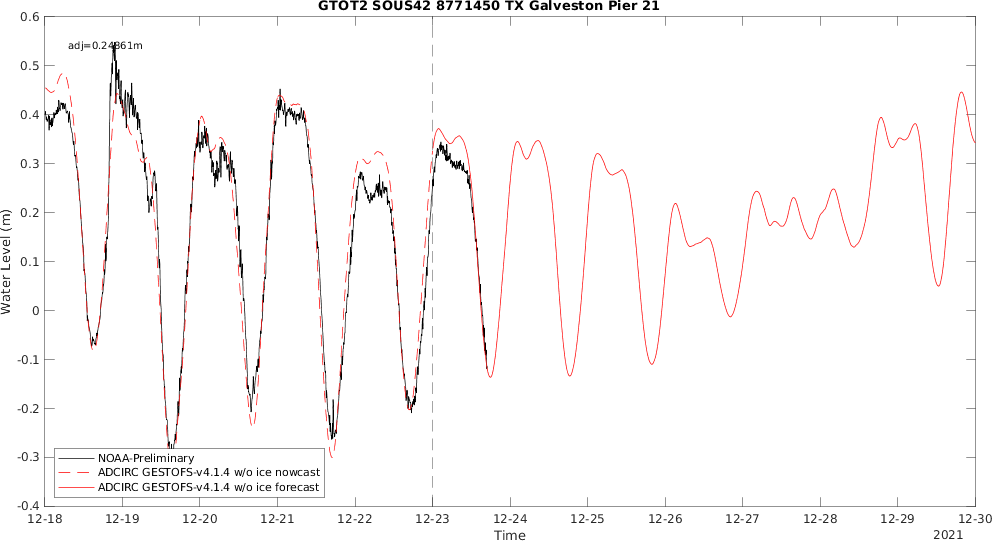 GTOT2 SOUS42 8771450 TX Galveston Pier 21
adj=0.24861m
Water Level (m)
0.6
0.5
0.4
0.3
0.2
0.1
0
-0.1
-0.2
-0.3
-0.4
NOAA-Preliminary
ADCIRC GESTOFS-v4.1.4 w/o ice nowcast
ADCIRC GESTOFS-v4.1.4 w/o ice forecast
12-18 12-19 12-20 12-21 12-22 12-23 12-24 12-25 12-26 12-27 12-28 12-29 12-30
Time
2021